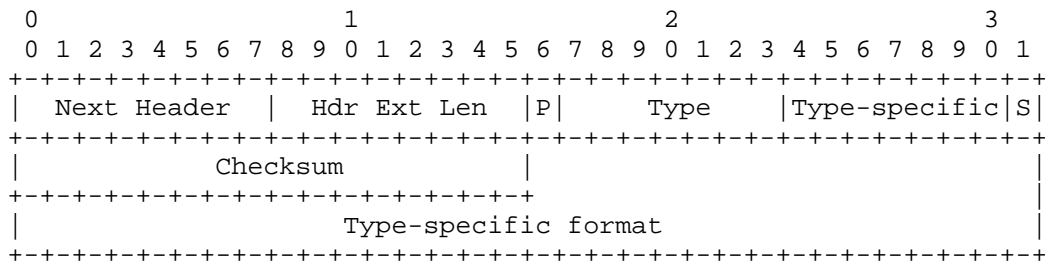 0                   1                   2                   3
 0 1 2 3 4 5 6 7 8 9 0 1 2 3 4 5 6 7 8 9 0 1 2 3 4 5 6 7 8 9 0 1
+-+-+-+-+-+-+-+-+-+-+-+-+-+-+-+-+-+-+-+-+-+-+-+-+-+-+-+-+-+-+-+-+
|  Next Header  |  Hdr Ext Len  |P|     Type    |Type-specific|S|
+-+-+-+-+-+-+-+-+-+-+-+-+-+-+-+-+-+-+-+-+-+-+-+-+-+-+-+-+-+-+-+-+
|            Checksum           |                               |
+-+-+-+-+-+-+-+-+-+-+-+-+-+-+-+-+                               |
|                    Type-specific format                       |
+-+-+-+-+-+-+-+-+-+-+-+-+-+-+-+-+-+-+-+-+-+-+-+-+-+-+-+-+-+-+-+-+